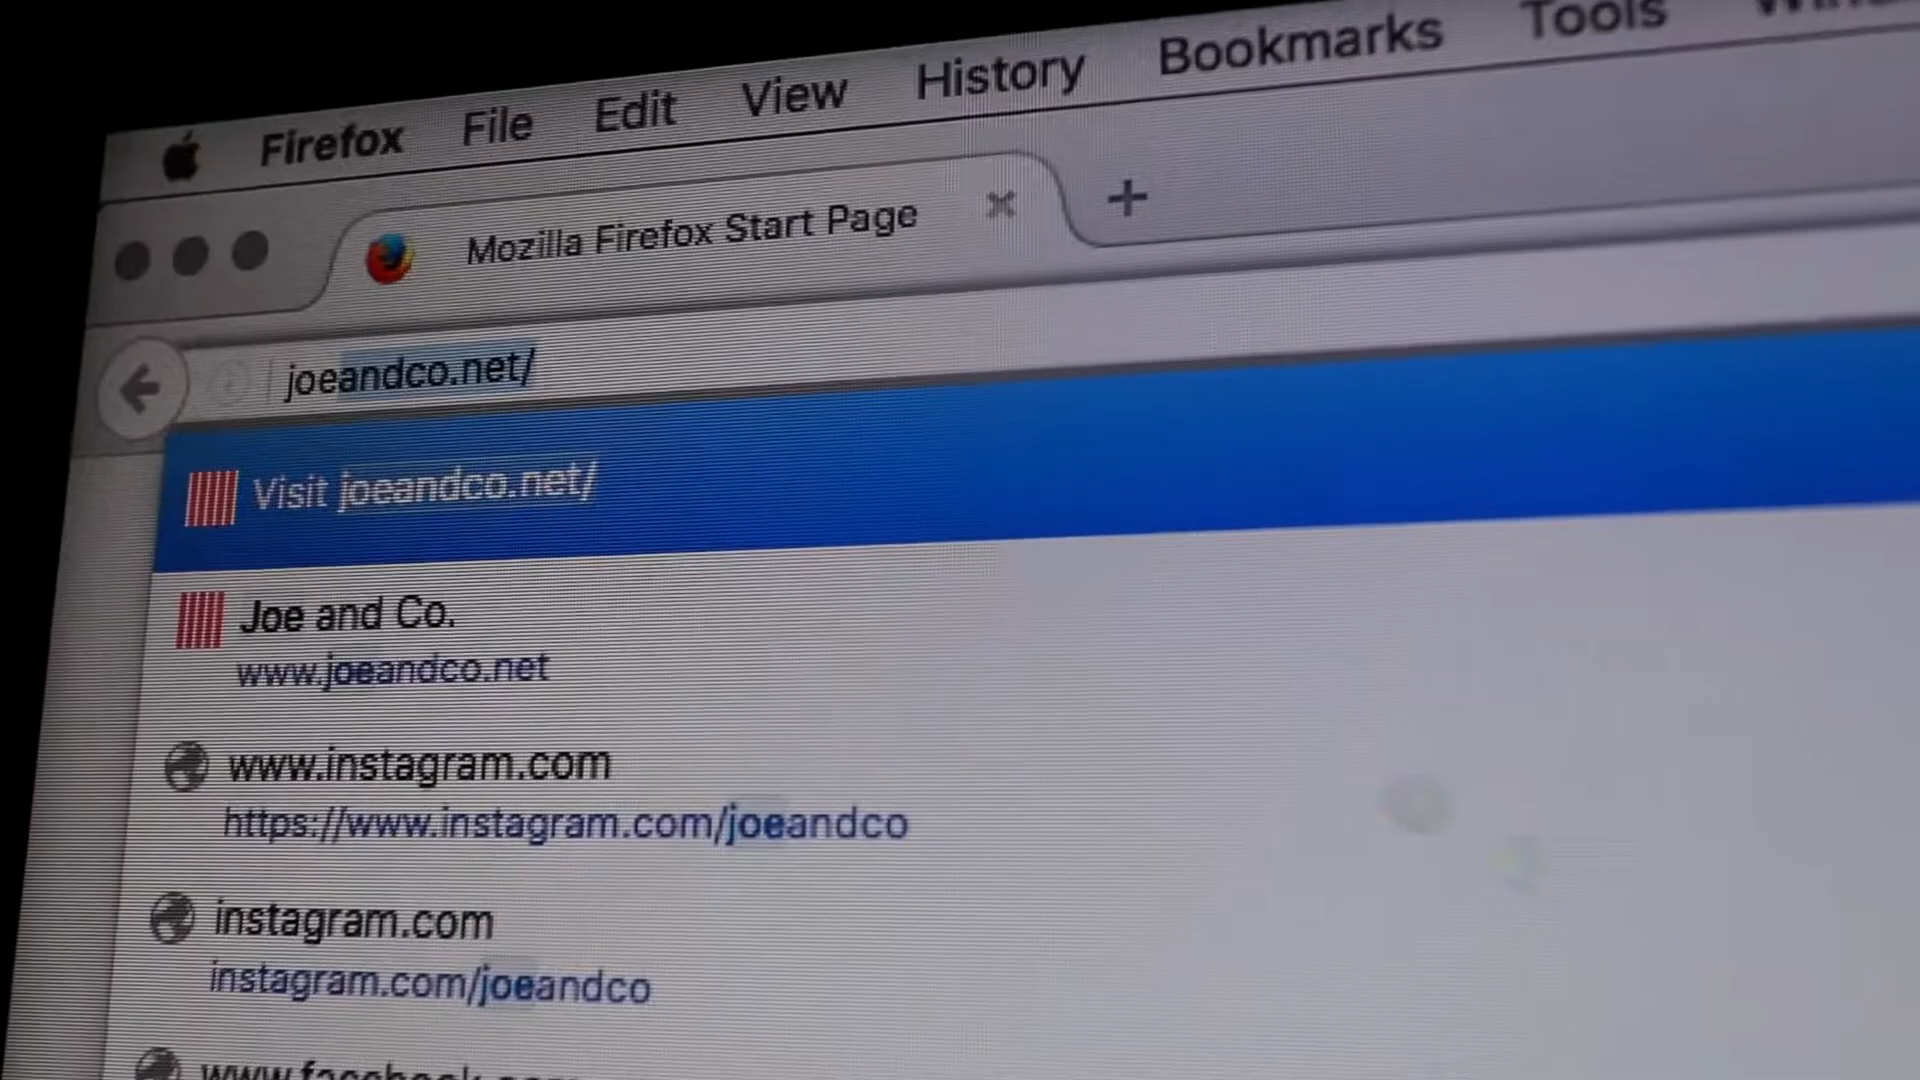 Firefox File Edit View History Bookmarks Tools
Mozilla Firefox Start Page
joeandco.net/
Visit joeandco.net/
Joe and Co.
www.joeandco.net
www.instagram.com
https://www.instagram.com/joeandco
instagram.com
instagram.com/joeandco